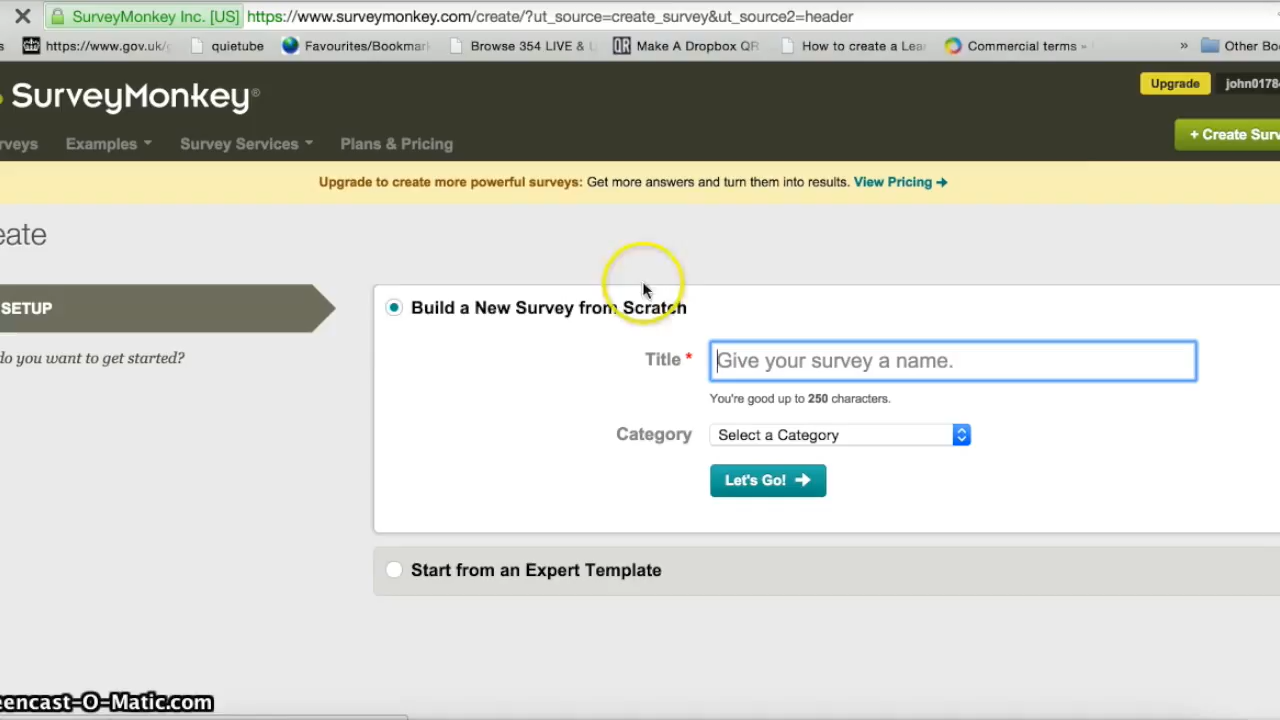 SurveyMonkey Inc. [US] https://www.surveymonkey.com/create/?ut_source=create_survey&ut_source2=header
s https://www.gov.uk/ quietube Favourites/Bookmar Browse 354 LIVE & L Make A Dropbox QR How to create a Lea Commercial terms - » Other Boo
SurveyMonkey®
Upgrade john0178
rveys Examples Survey Services Plans & Pricing
+ Create Surv
Upgrade to create more powerful surveys: Get more answers and turn them into results. View Pricing →
eate
SETUP
do you want to get started?
Build a New Survey from Scratch
Title * Give your survey a name.
You're good up to 250 characters.
Category Select a Category
Let's Go! →
Start from an Expert Template
eencast-O-Matic.com